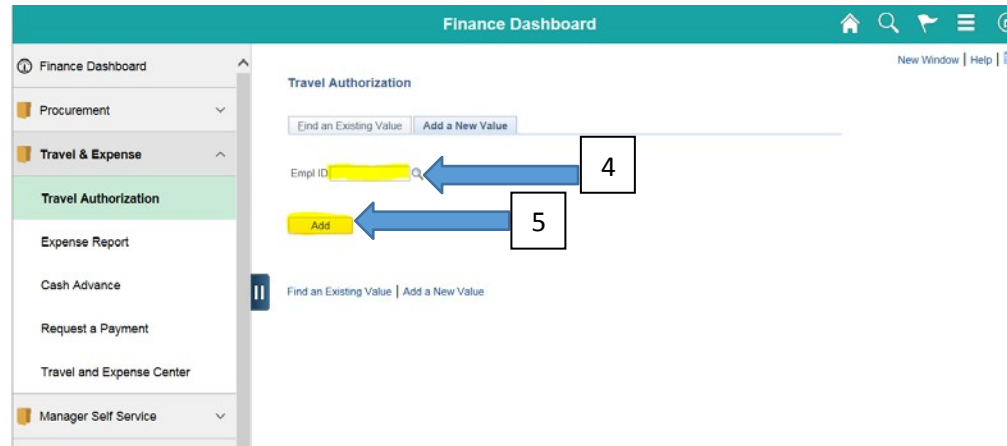 Finance Dashboard
New Window | Help |
Finance Dashboard
Procurement
Travel & Expense
Travel Authorization
Expense Report
Cash Advance
Request a Payment
Travel and Expense Center
Manager Self Service
Travel Authorization
Find an Existing Value Add a New Value
Empl ID
4
Add
5
Find an Existing Value | Add a New Value